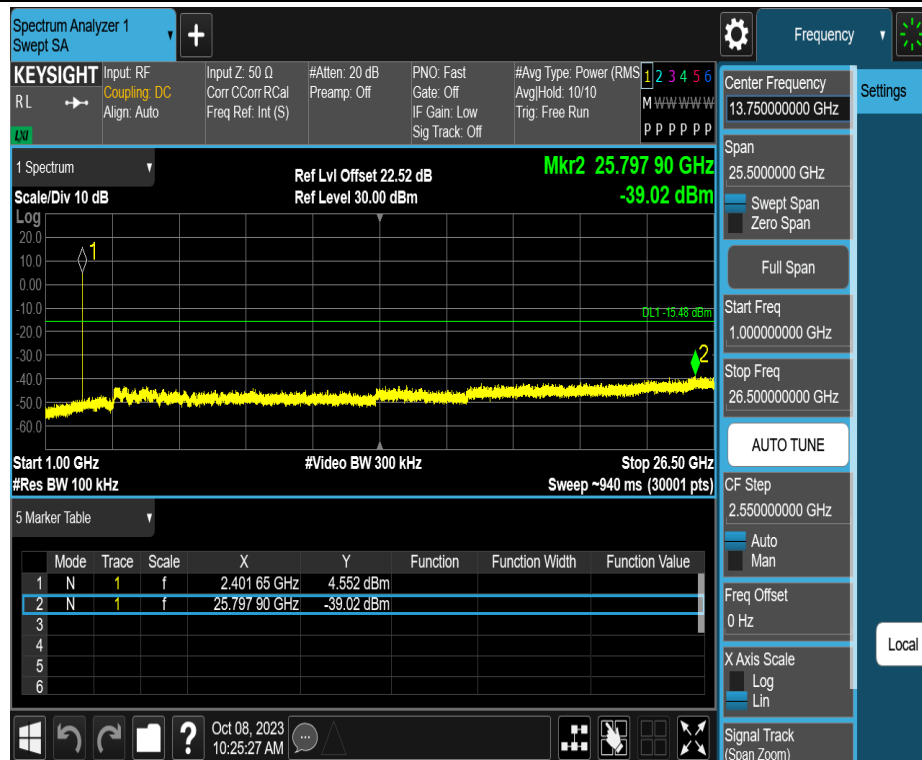 Spectrum Analyzer 1
Swept SA
+
Frequency
KEYSIGHT
RL
LXI
Input: RF
Coupling: DC
Align: Auto
Input Z: 50 Ω
Corr CCorr RCal
Freq Ref: Int (S)
#Atten: 20 dB
Preamp: Off
PNO: Fast
Gate: Off
IF Gain: Low
Sig Track: Off
#Avg Type: Power (RMS
Avg|Hold: 10/10
Trig: Free Run
1 2 3 4 5 6
M W W W W W
P P P P P P
1 Spectrum
Scale/Div 10 dB
Ref Lvl Offset 22.52 dB
Ref Level 30.00 dBm
Mkr2 25.797 90 GHz
-39.02 dBm
Log
20.0
10.0
0.00
-10.0
-20.0
-30.0
-40.0
-50.0
-60.0
1
DL1 -15.48 dBm
2
Start 1.00 GHz
#Video BW 300 kHz
Stop 26.50 GHz
#Res BW 100 kHz
Sweep ~940 ms (30001 pts)
5 Marker Table
Mode Trace Scale X Y Function Function Width Function Value
1 N 1 f 2.401 65 GHz 4.552 dBm
2 N 1 f 25.797 90 GHz -39.02 dBm
3
4
5
6
?
Oct 08, 2023
10:25:27 AM
Center Frequency
13.750000000 GHz
Settings
Span
25.5000000 GHz
Swept Span
Zero Span
Full Span
Start Freq
1.000000000 GHz
Stop Freq
26.500000000 GHz
AUTO TUNE
CF Step
2.550000000 GHz
Auto
Man
Freq Offset
0 Hz
Local
X Axis Scale
Log
Lin
Signal Track
(Span Zoom)